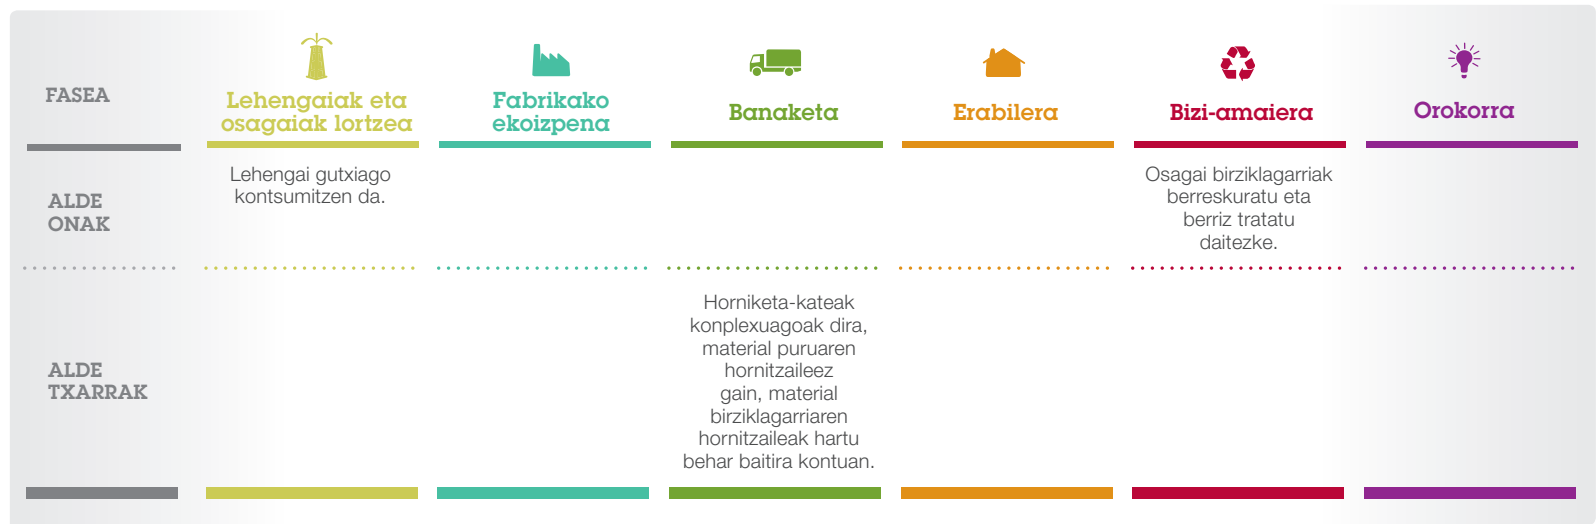 FASEA
Lehengaiak eta
osagaiak lortzea
Fabrikako
ekoizpena
Banaketa
Erabilera
Bizi-amaiera
Orokorra
ALDE
ONAK
Lehengai gutxiago
kontsumitzen da.
Osagai birziklagarriak
berreskuratu eta
berriz tratatu
daitezke.
ALDE
TXARRAK
Horniketa-kateak
konplexuagoak dira,
material puruaren
hornitzaileez
gain, material
birziklagarriaren
hornitzaileak hartu
behar baitira kontuan.